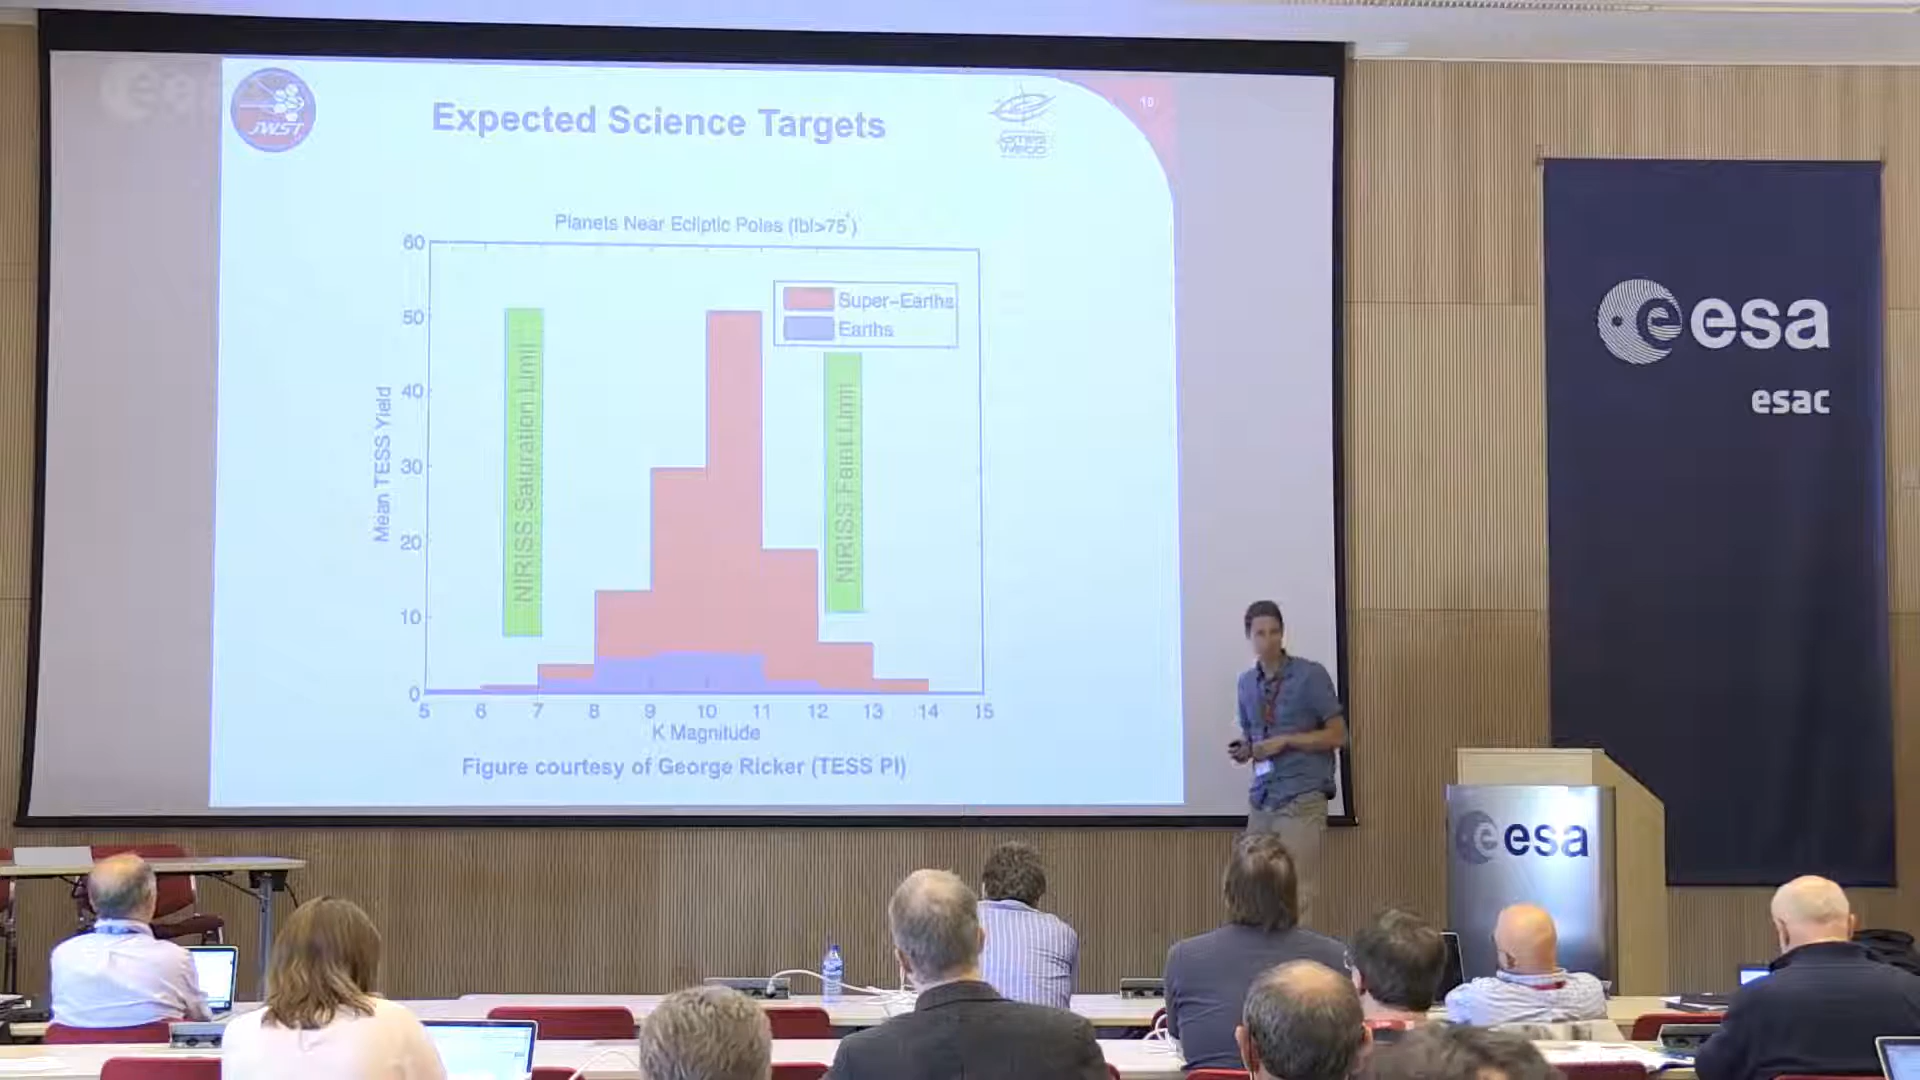 JWST
Expected Science Targets
10
Planets Near Ecliptic Poles (lbl>75°)
60
50
40
30
20
10
0
Mean TESS Yield
NIRISS Saturation Limit
NIRISS Faint Limit
Super-Earths
Earths
5 6 7 8 9 10 11 12 13 14 15
K Magnitude
Figure courtesy of George Ricker (TESS PI)
esa
esac
esa